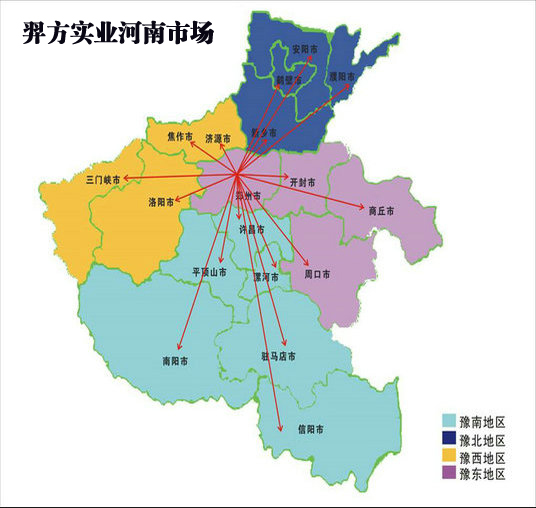 羿方实业河南市场
安阳市
鹤壁市
濮阳市
新乡市
焦作市
济源市
三门峡市
洛阳市
郑州市
开封市
商丘市
许昌市
平顶山市
漯河市
周口市
南阳市
驻马店市
信阳市
豫南地区
豫北地区
豫西地区
豫东地区